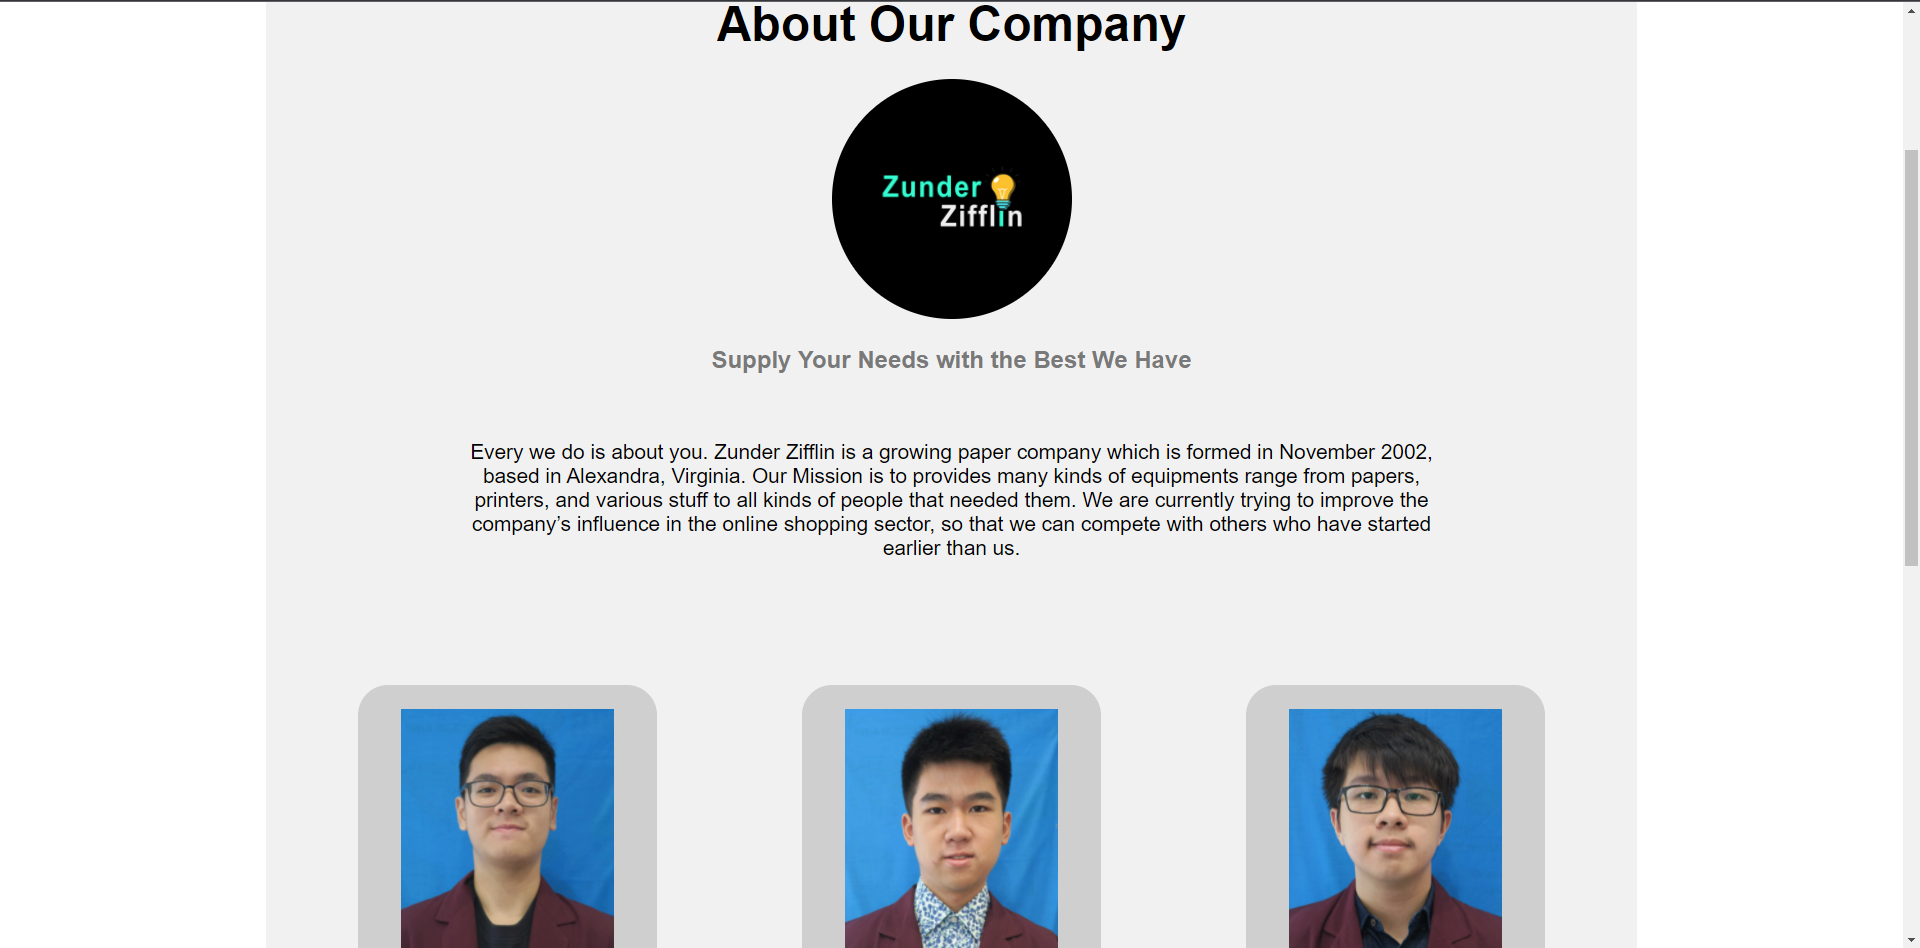 About Our Company
Zunder
Zifflin
Supply Your Needs with the Best We Have
Every we do is about you. Zunder Zifflin is a growing paper company which is formed in November 2002,
based in Alexandra, Virginia. Our Mission is to provides many kinds of equipments range from papers,
printers, and various stuff to all kinds of people that needed them. We are currently trying to improve the
company’s influence in the online shopping sector, so that we can compete with others who have started
earlier than us.